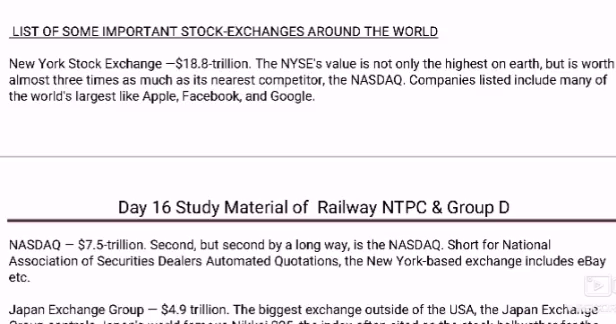 LIST OF SOME IMPORTANT STOCK-EXCHANGES AROUND THE WORLD
New York Stock Exchange —$18.8-trillion. The NYSE's value is not only the highest on earth, but is worth
almost three times as much as its nearest competitor, the NASDAQ. Companies listed include many of
the world's largest like Apple, Facebook, and Google.
Day 16 Study Material of Railway NTPC & Group D
NASDAQ — $7.5-trillion. Second, but second by a long way, is the NASDAQ. Short for National
Association of Securities Dealers Automated Quotations, the New York-based exchange includes eBay
etc.
Japan Exchange Group — $4.9 trillion. The biggest exchange outside of the USA, the Japan Exchange